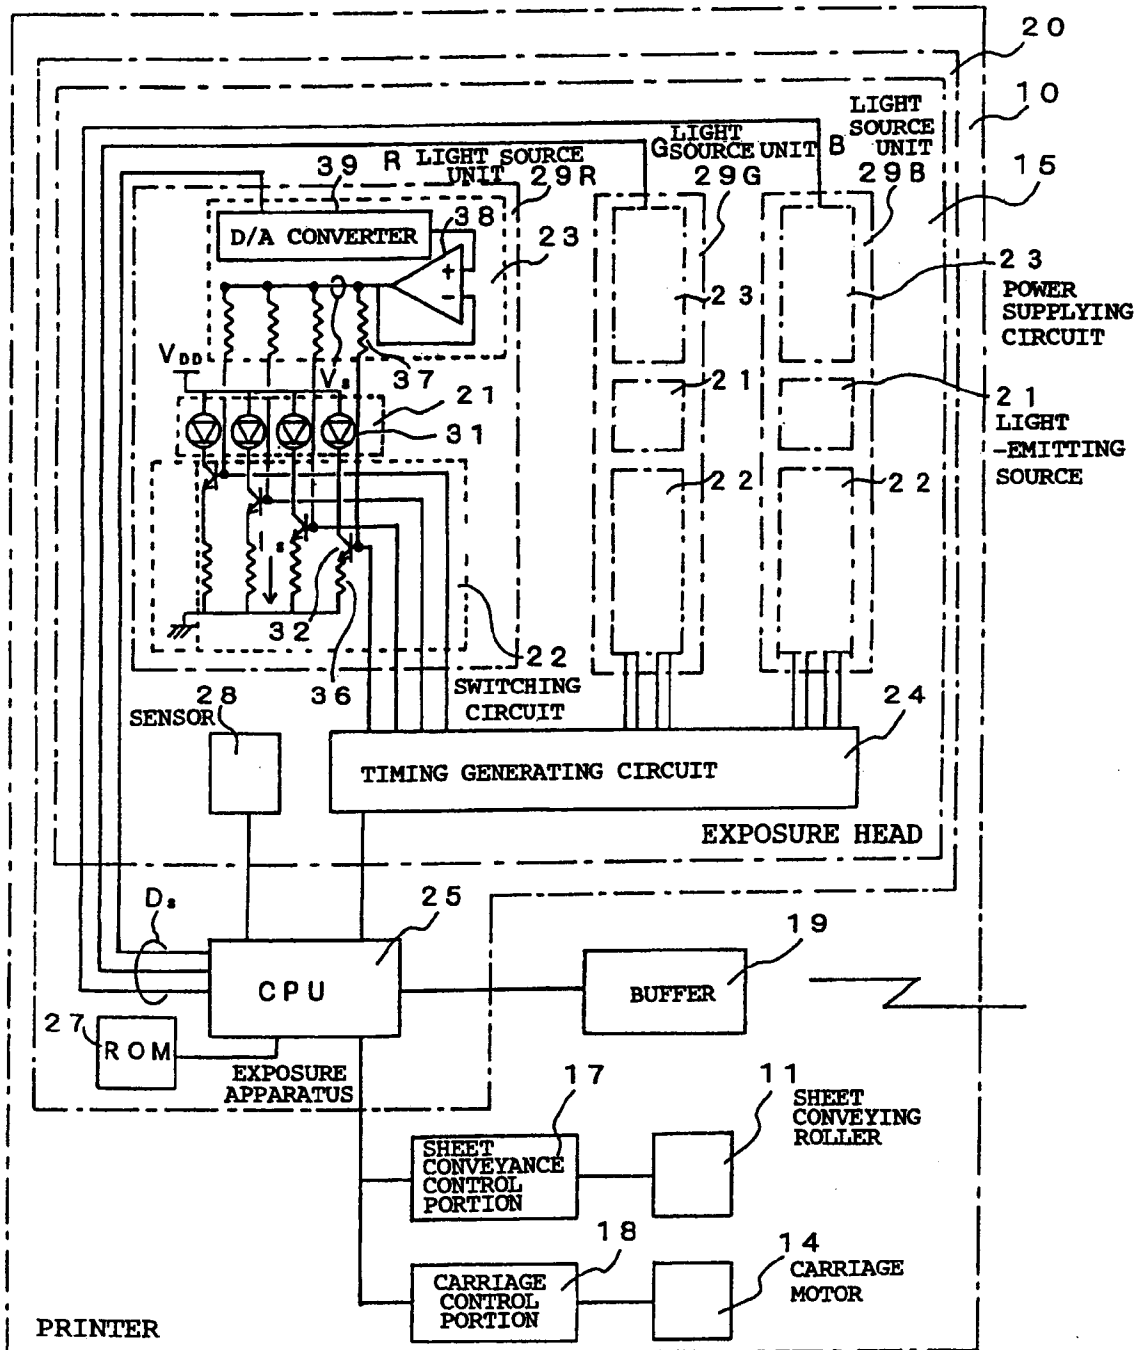 20
10
LIGHT
SOURCE
UNIT
B
29B
15
LIGHT
G SOURCE UNIT
29G
R LIGHT SOURCE
UNIT
29R
39
38
D/A CONVERTER
+
−
23
23
23
POWER
SUPPLYING
CIRCUIT
VDD
Vs
37
21
31
21
21
LIGHT
-EMITTING
SOURCE
22
22
Is
32
36
22
SWITCHING
CIRCUIT
28
SENSOR
24
TIMING GENERATING CIRCUIT
EXPOSURE HEAD
Ds
25
CPU
19
BUFFER
27
ROM
EXPOSURE
APPARATUS
17
SHEET
CONVEYANCE
CONTROL
PORTION
11
SHEET
CONVEYING
ROLLER
18
CARRIAGE
CONTROL
PORTION
14
CARRIAGE
MOTOR
PRINTER